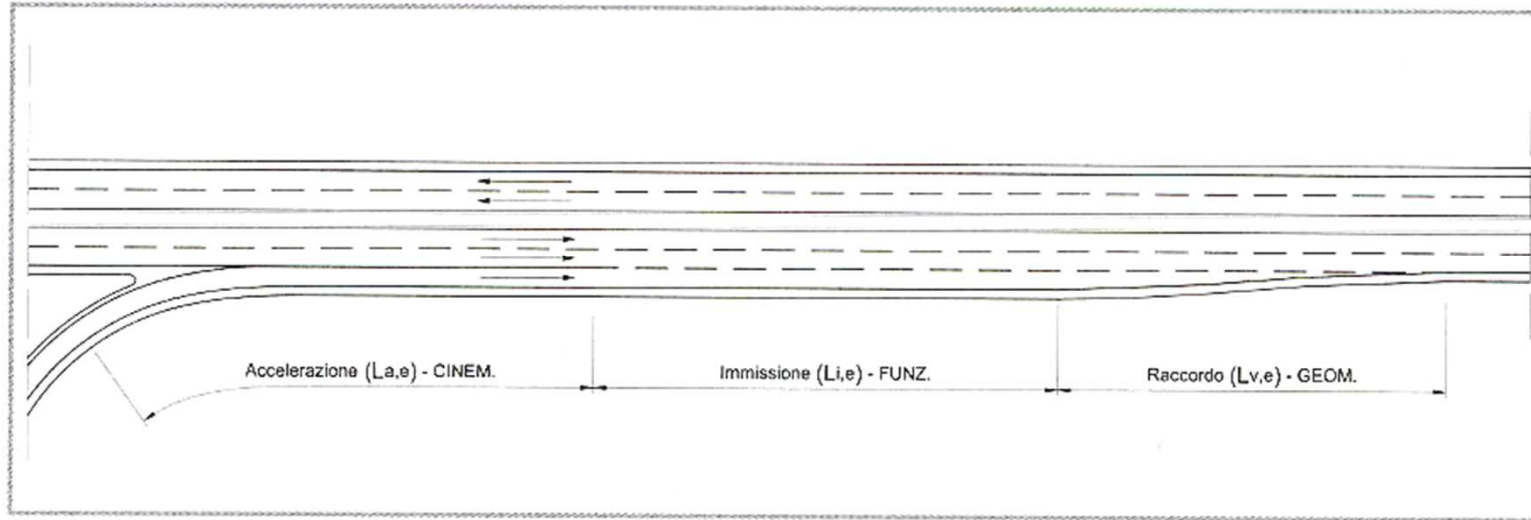 Accelerazione (La,e) - CINEM.
Immissione (Li,e) - FUNZ.
Raccordo (Lv,e) - GEOM.